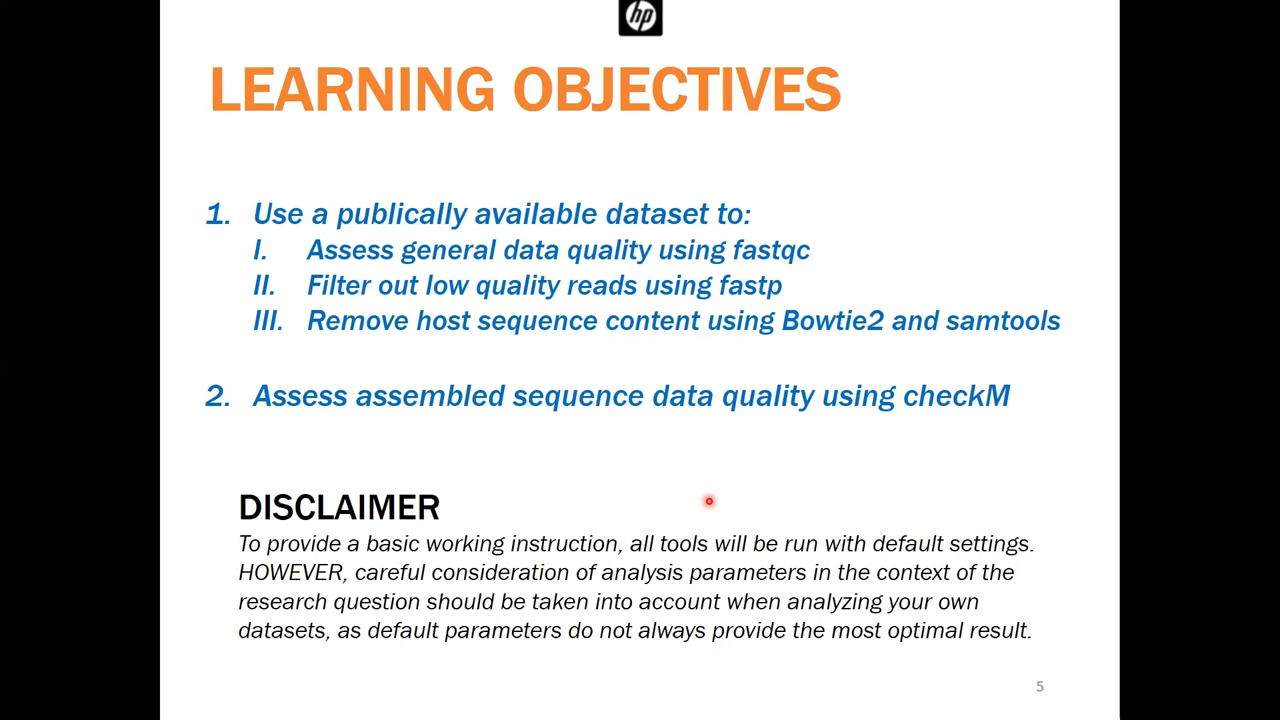 hp
LEARNING OBJECTIVES
1. Use a publically available dataset to:
I. Assess general data quality using fastqc
II. Filter out low quality reads using fastp
III. Remove host sequence content using Bowtie2 and samtools
2. Assess assembled sequence data quality using checkM
DISCLAIMER
To provide a basic working instruction, all tools will be run with default settings.
HOWEVER, careful consideration of analysis parameters in the context of the
research question should be taken into account when analyzing your own
datasets, as default parameters do not always provide the most optimal result.
5